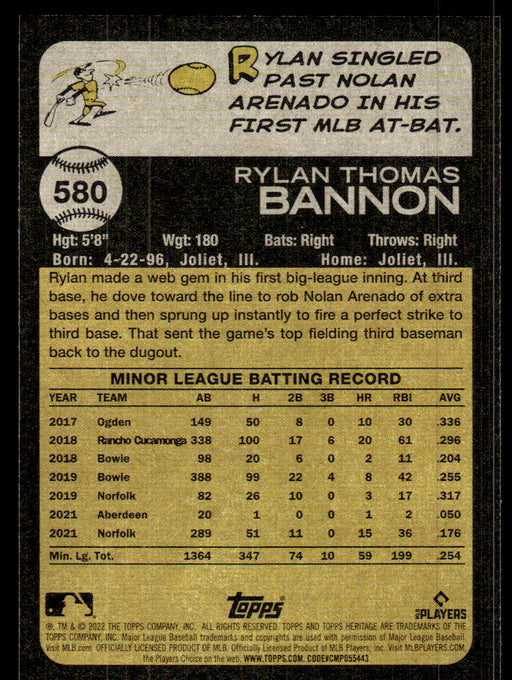 RYLAN SINGLED
PAST NOLAN
ARENADO IN HIS
FIRST MLB AT-BAT.
580
RYLAN THOMAS
BANNON
Hgt: 5'8" Wgt: 180 Bats: Right Throws: Right
Born: 4-22-96, Joliet, Ill. Home: Joliet, Ill.
Rylan made a web gem in his first big-league inning. At third
base, he dove toward the line to rob Nolan Arenado of extra
bases and then sprung up instantly to fire a perfect strike to
third base. That sent the game's top fielding third baseman
back to the dugout.
MINOR LEAGUE BATTING RECORD
YEAR TEAM AB H 2B 3B HR RBI AVG
2017 Ogden 149 50 8 0 10 30 .336
2018 Rancho Cucamonga 338 100 17 6 20 61 .296
2018 Bowie 98 20 6 0 2 11 .204
2019 Bowie 388 99 22 4 8 42 .255
2019 Norfolk 82 26 10 0 3 17 .317
2021 Aberdeen 20 1 0 0 1 2 .050
2021 Norfolk 289 51 11 0 15 36 .176
Min. Lg. Tot. 1364 347 74 10 59 199 .254
TOPPS
MLB PLAYERS
®, TM & © 2022 THE TOPPS COMPANY, INC. ALL RIGHTS RESERVED. TOPPS AND TOPPS HERITAGE ARE TRADEMARKS OF THE
TOPPS COMPANY, INC. Major League Baseball trademarks and copyrights are used with permission of Major League Baseball.
Visit MLB.com. OFFICIALLY LICENSED PRODUCT OF MLB Players, Inc. Visit MLBPLAYERS.com,
the Players Choice on the web. WWW.TOPPS.COM. CODE#CMP055443